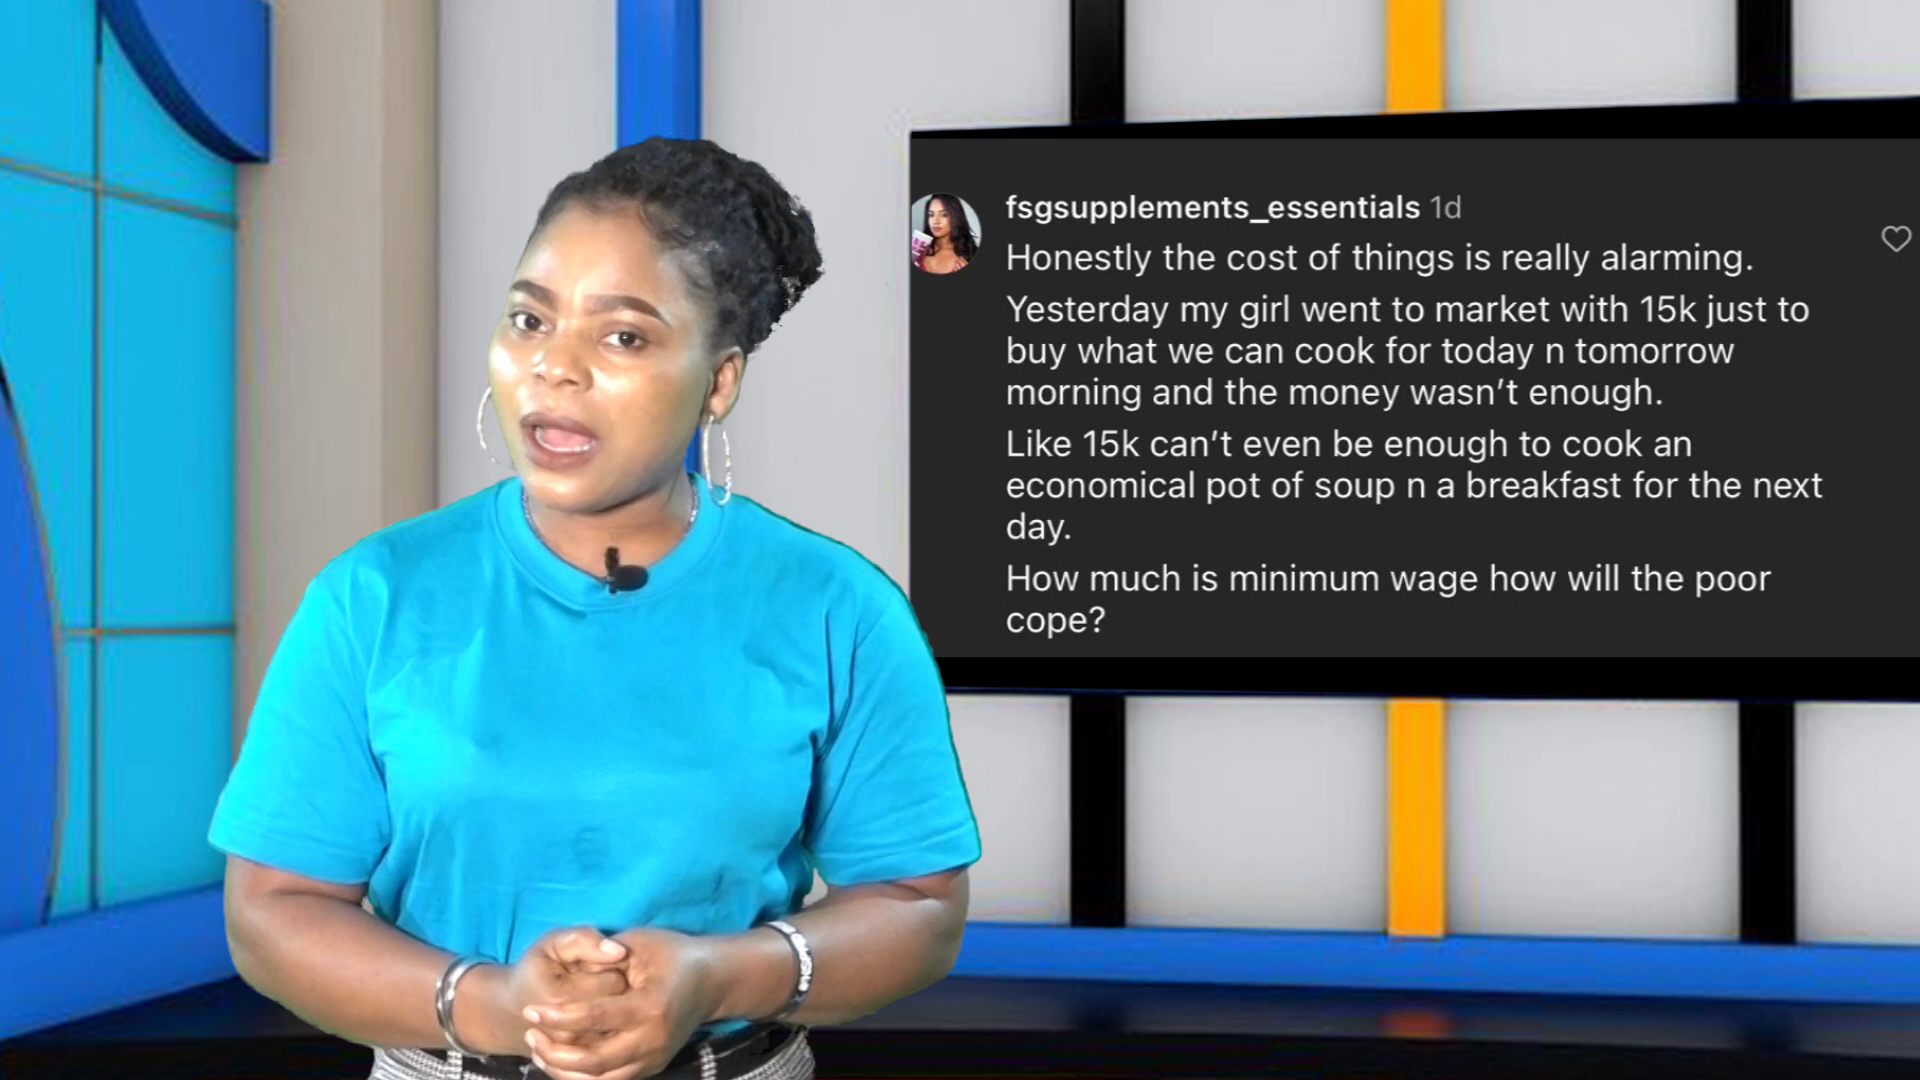 fsgsupplements_essentials 1d
Honestly the cost of things is really alarming.
Yesterday my girl went to market with 15k just to
buy what we can cook for today n tomorrow
morning and the money wasn’t enough.
Like 15k can’t even be enough to cook an
economical pot of soup n a breakfast for the next
day.
How much is minimum wage how will the poor
cope?